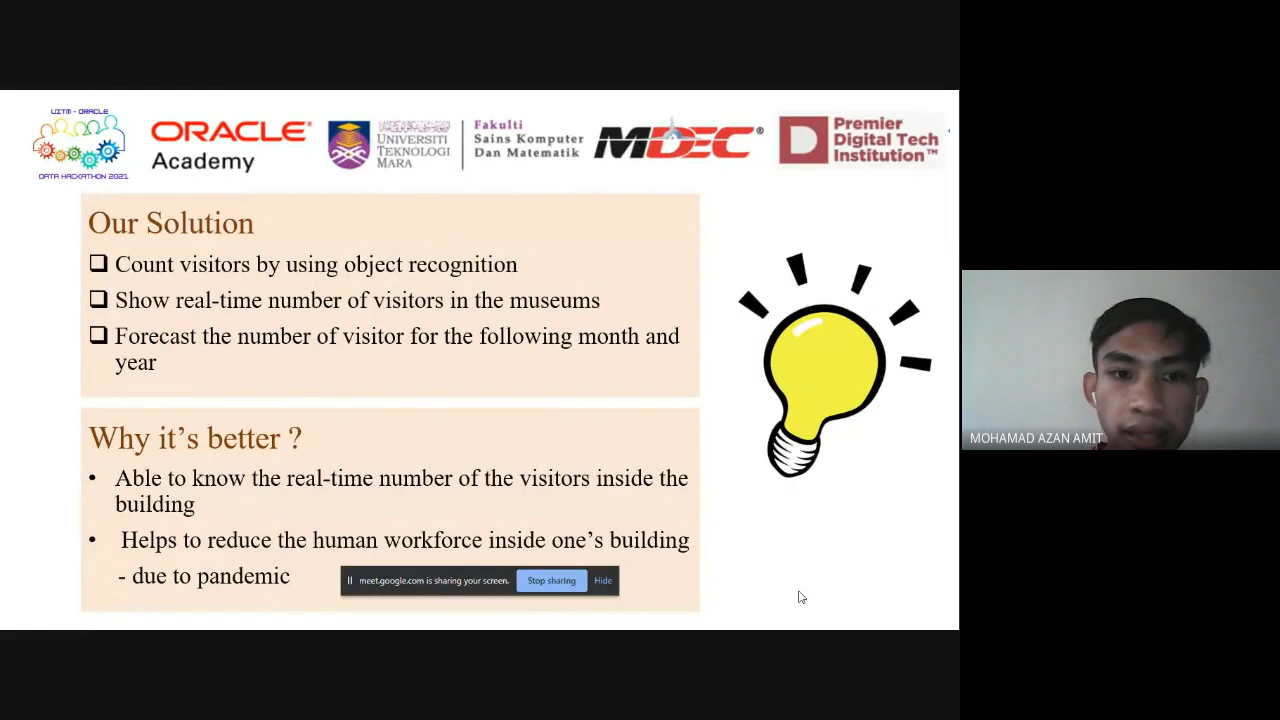 UITM - ORACLE
DATA HACKATHON 2021
ORACLE®
Academy
UNIVERSITI
TEKNOLOGI
MARA
Fakulti
Sains Komputer
Dan Matematik
MDEC®
Premier
Digital Tech
Institution™
Our Solution
❑ Count visitors by using object recognition
❑ Show real-time number of visitors in the museums
❑ Forecast the number of visitor for the following month and
year
Why it’s better ?
• Able to know the real-time number of the visitors inside the
building
• Helps to reduce the human workforce inside one’s building
- due to pandemic
meet.google.com is sharing your screen. Stop sharing Hide
MOHAMAD AZAN AMIT